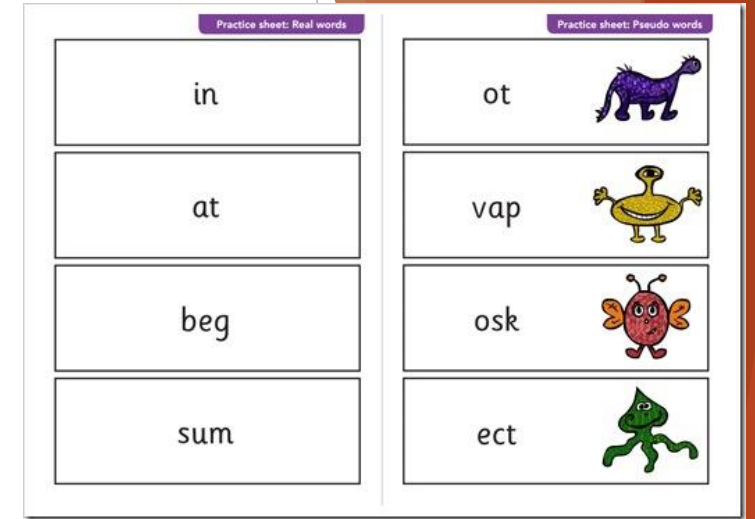 Practice sheet: Real words
in
at
beg
sum
Practice sheet: Pseudo words
ot
vap
osk
ect